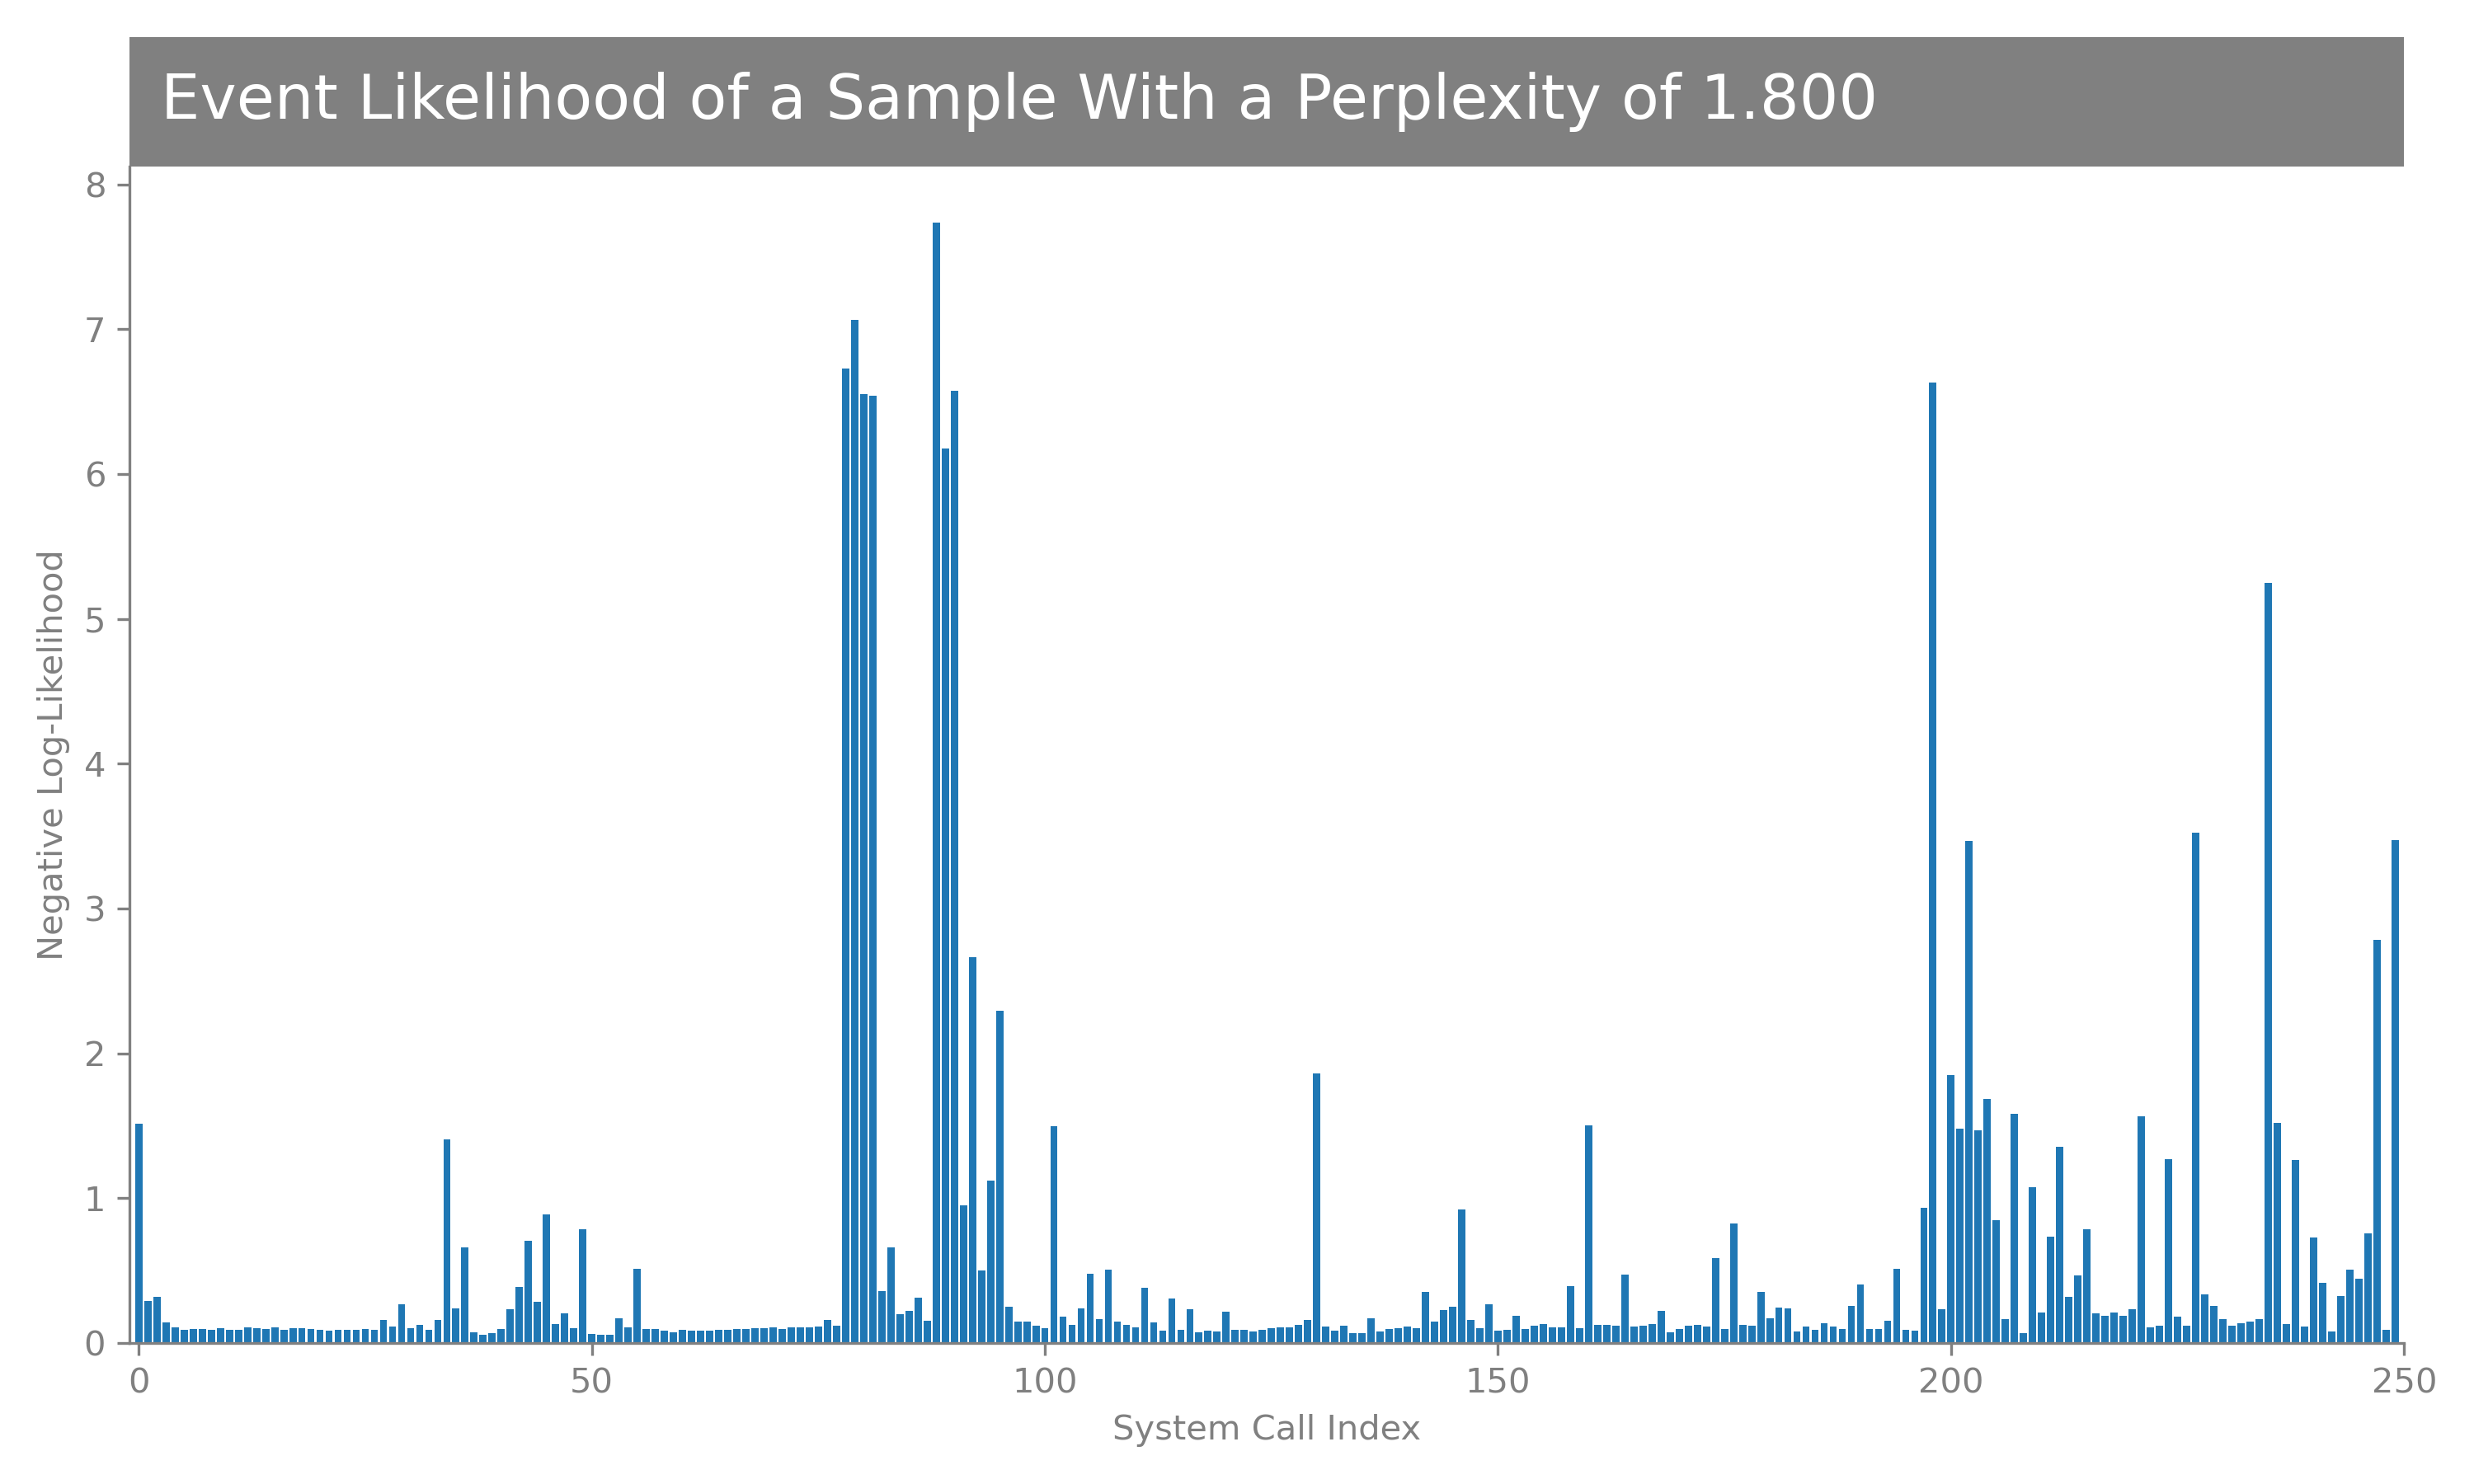 Event Likelihood of a Sample With a Perplexity of 1.800
8
7
6
5
4
3
2
1
0
Negative Log-Likelihood
0 50 100 150 200 250
System Call Index